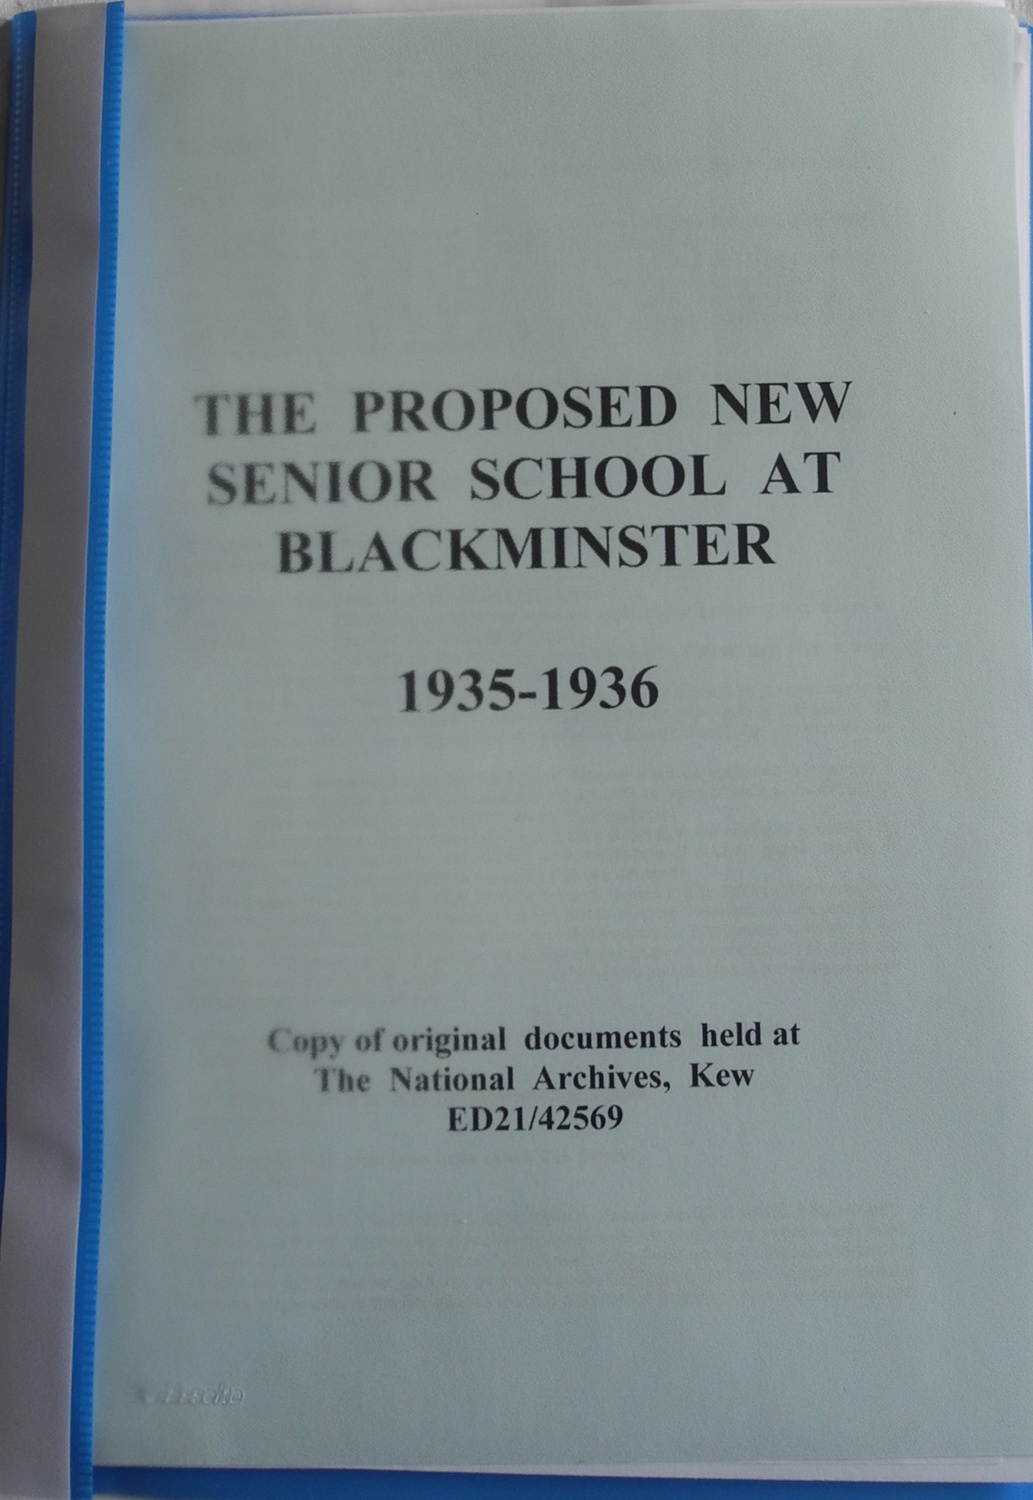 THE PROPOSED NEW
SENIOR SCHOOL AT
BLACKMINSTER
1935-1936
Copy of original documents held at
The National Archives, Kew
ED21/42569